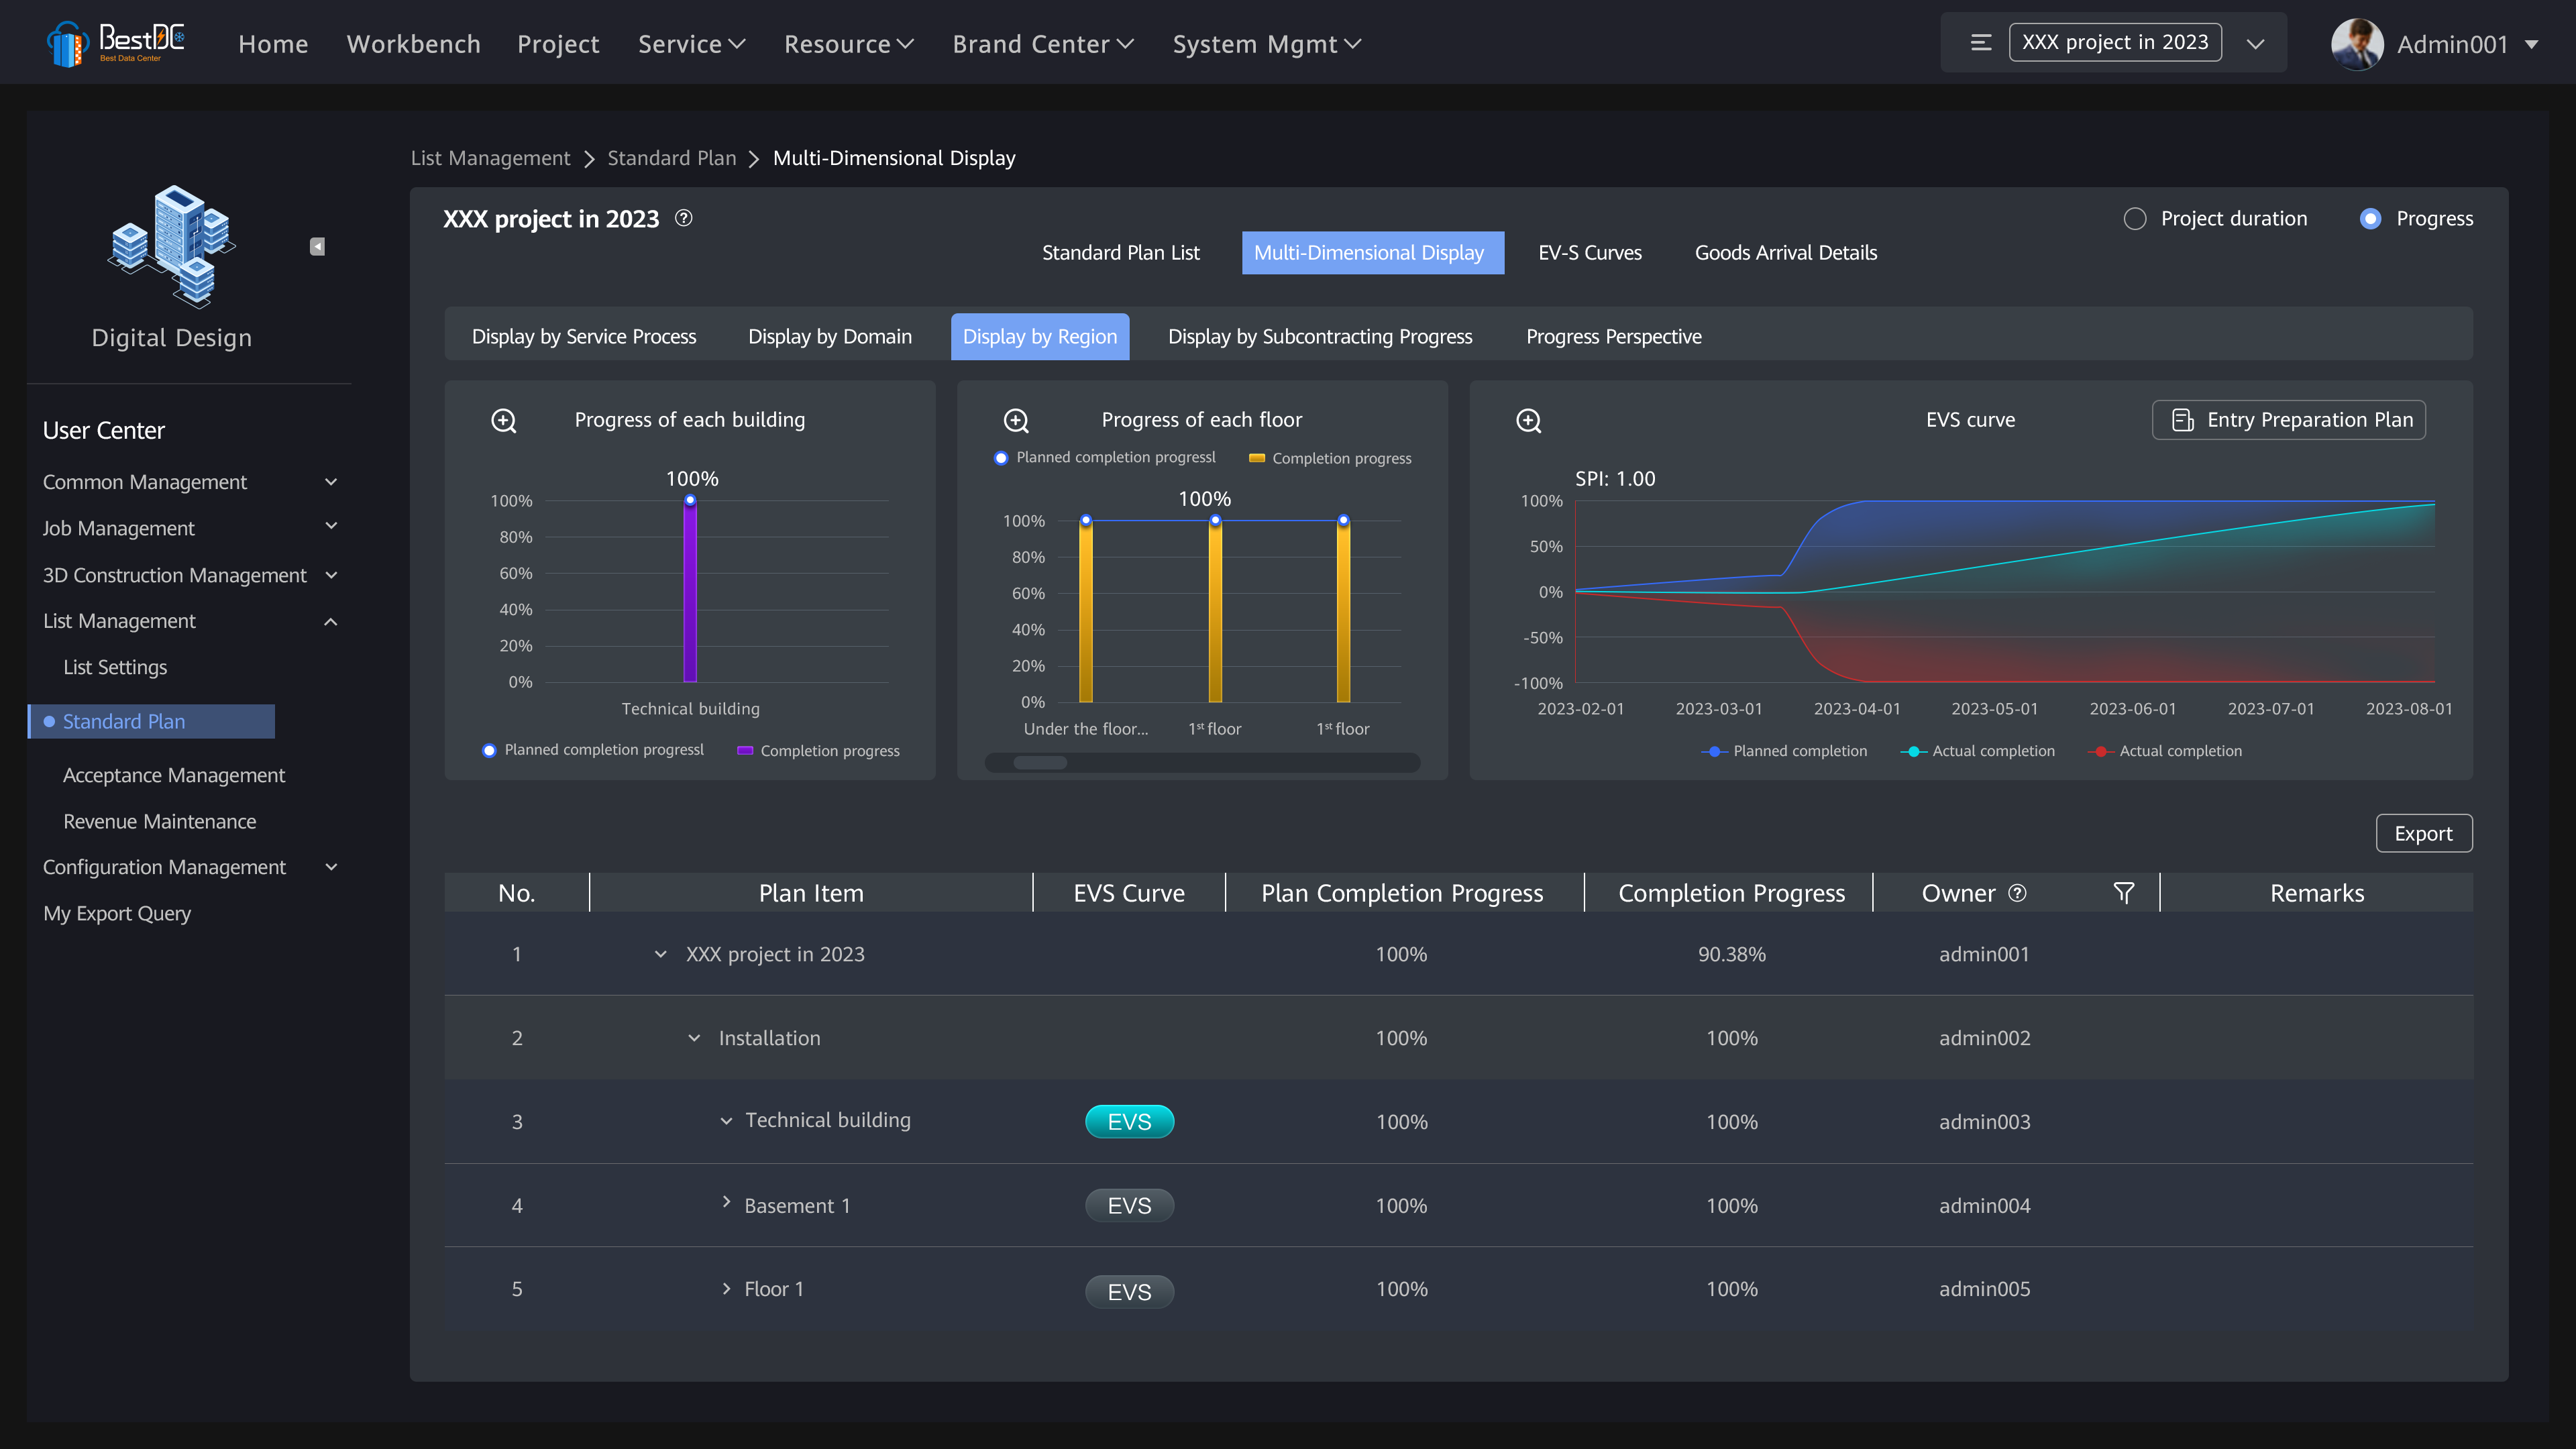 BestDC
Best Data Center
Home Workbench Project Service Resource Brand Center System Mgmt
XXX project in 2023
Admin001
Digital Design
User Center
Common Management
Job Management
3D Construction Management
List Management
List Settings
Standard Plan
Acceptance Management
Revenue Maintenance
Configuration Management
My Export Query
List Management > Standard Plan > Multi-Dimensional Display
XXX project in 2023
Project duration Progress
Standard Plan List Multi-Dimensional Display EV-S Curves Goods Arrival Details
Display by Service Process Display by Domain Display by Region Display by Subcontracting Progress Progress Perspective
Progress of each building
100%
100%
80%
60%
40%
20%
0%
Technical building
Planned completion progressl Completion progress
Progress of each floor
Planned completion progressl Completion progress
100%
100%
80%
60%
40%
20%
0%
Under the floor... 1st floor 1st floor
EVS curve
Entry Preparation Plan
SPI: 1.00
100%
50%
0%
-50%
-100%
2023-02-01 2023-03-01 2023-04-01 2023-05-01 2023-06-01 2023-07-01 2023-08-01
Planned completion Actual completion Actual completion
Export
No. Plan Item EVS Curve Plan Completion Progress Completion Progress Owner Remarks
1 XXX project in 2023 100% 90.38% admin001
2 Installation 100% 100% admin002
3 Technical building EVS 100% 100% admin003
4 Basement 1 EVS 100% 100% admin004
5 Floor 1 EVS 100% 100% admin005